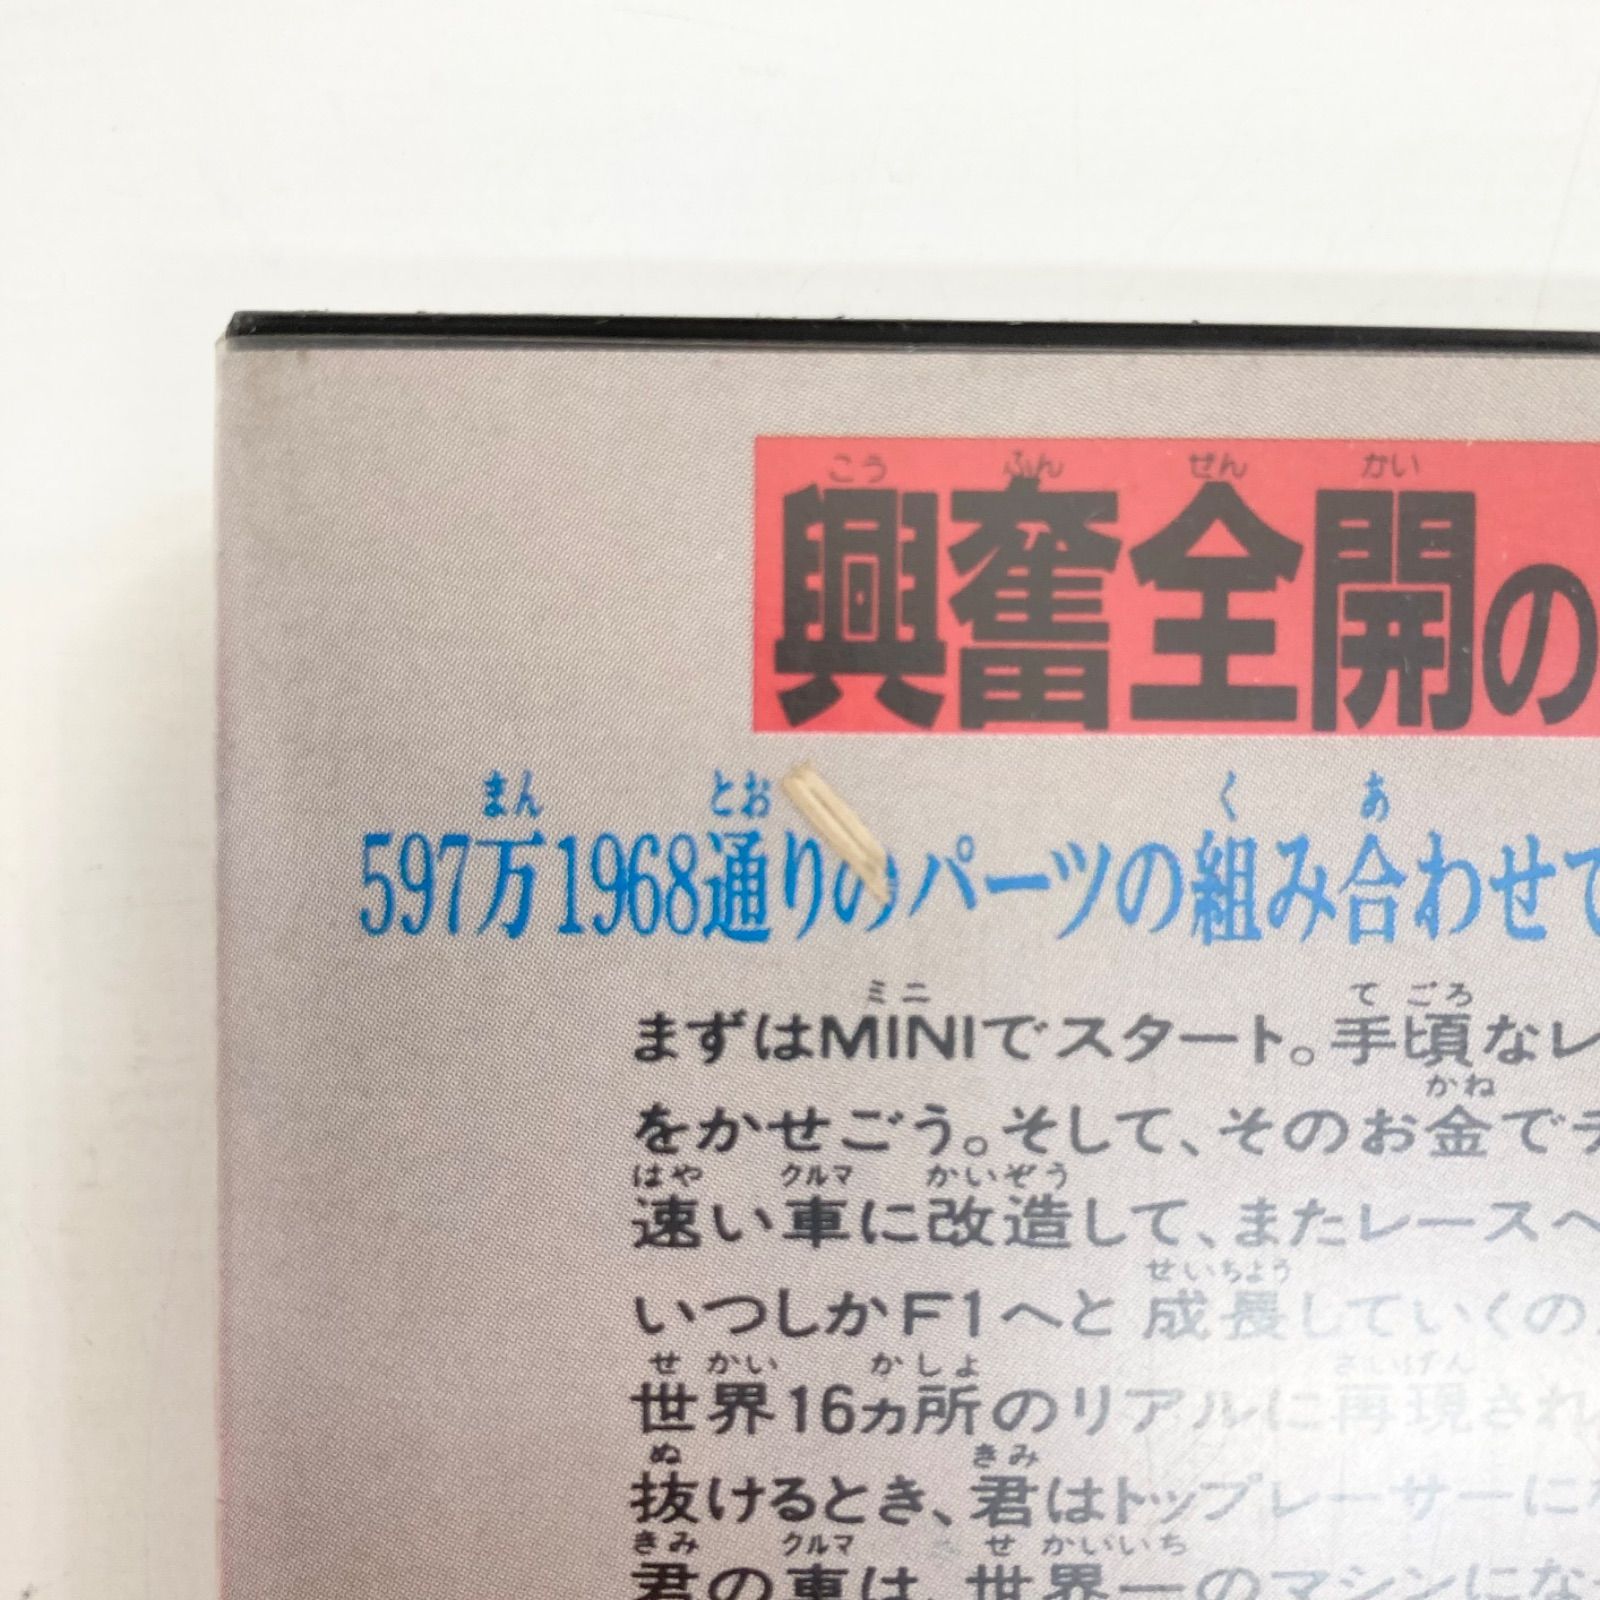 興奮全開の
597万1968通りのパーツの組み合わせで
まずはMINIでスタート。手頃なレ
をかせごう。そして、そのお金で
速い車に改造して、またレースへ
いつしかF1へと成長していくの
世界16ヵ所のリアルに再現され
抜けるとき、君はトップレーサーにな
君の車は、世界一のマシンにな